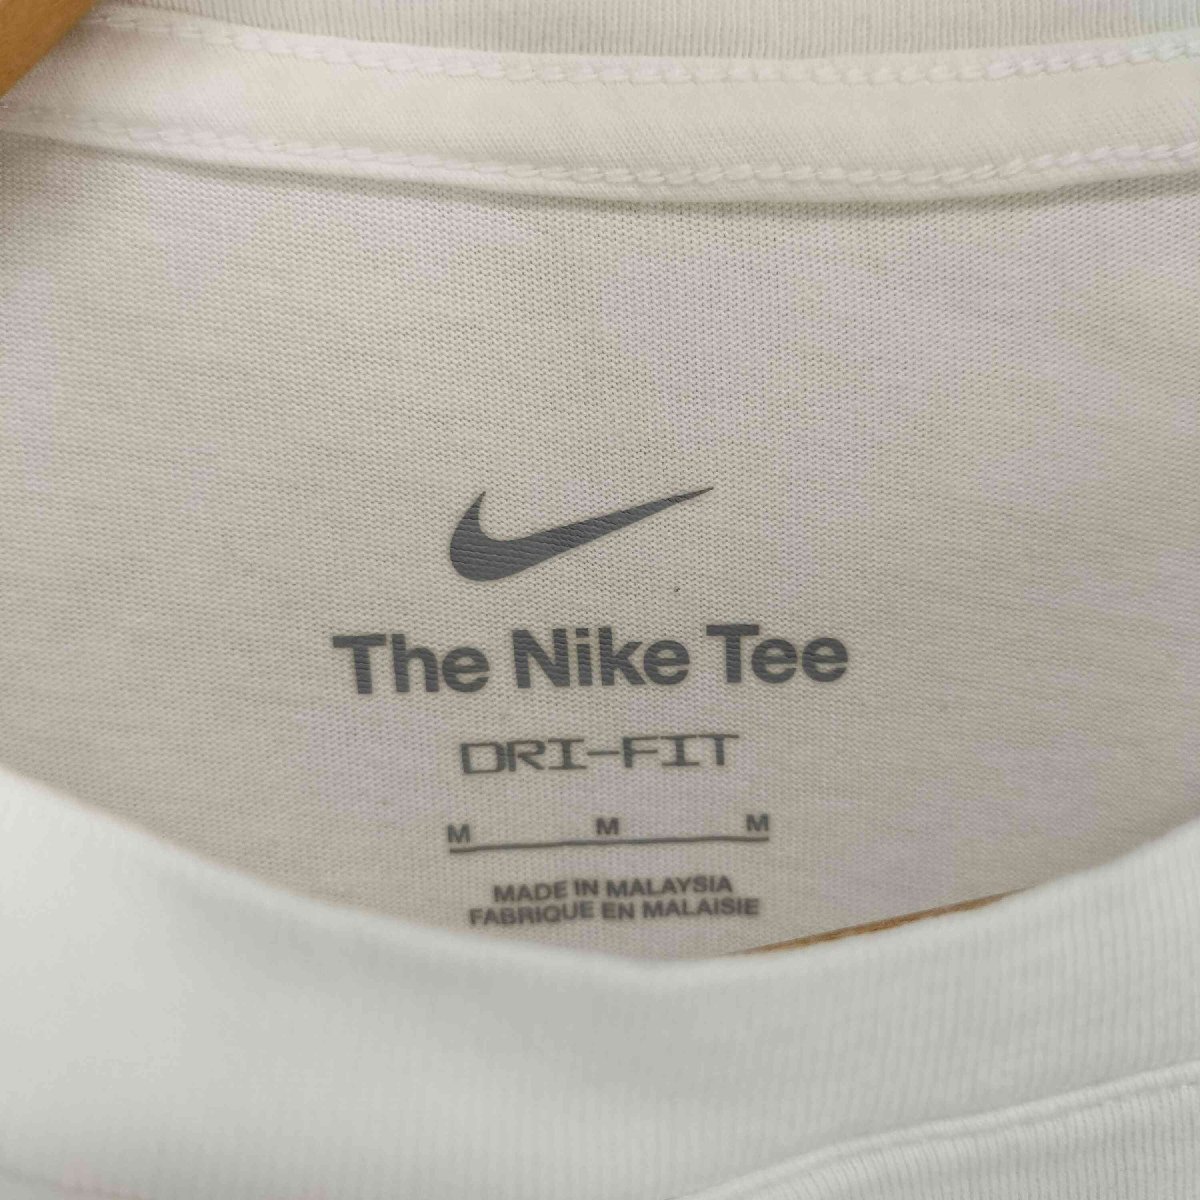 The Nike Tee
DRI-FIT
M M M
MADE IN MALAYSIA
FABRIQUE EN MALAISIE